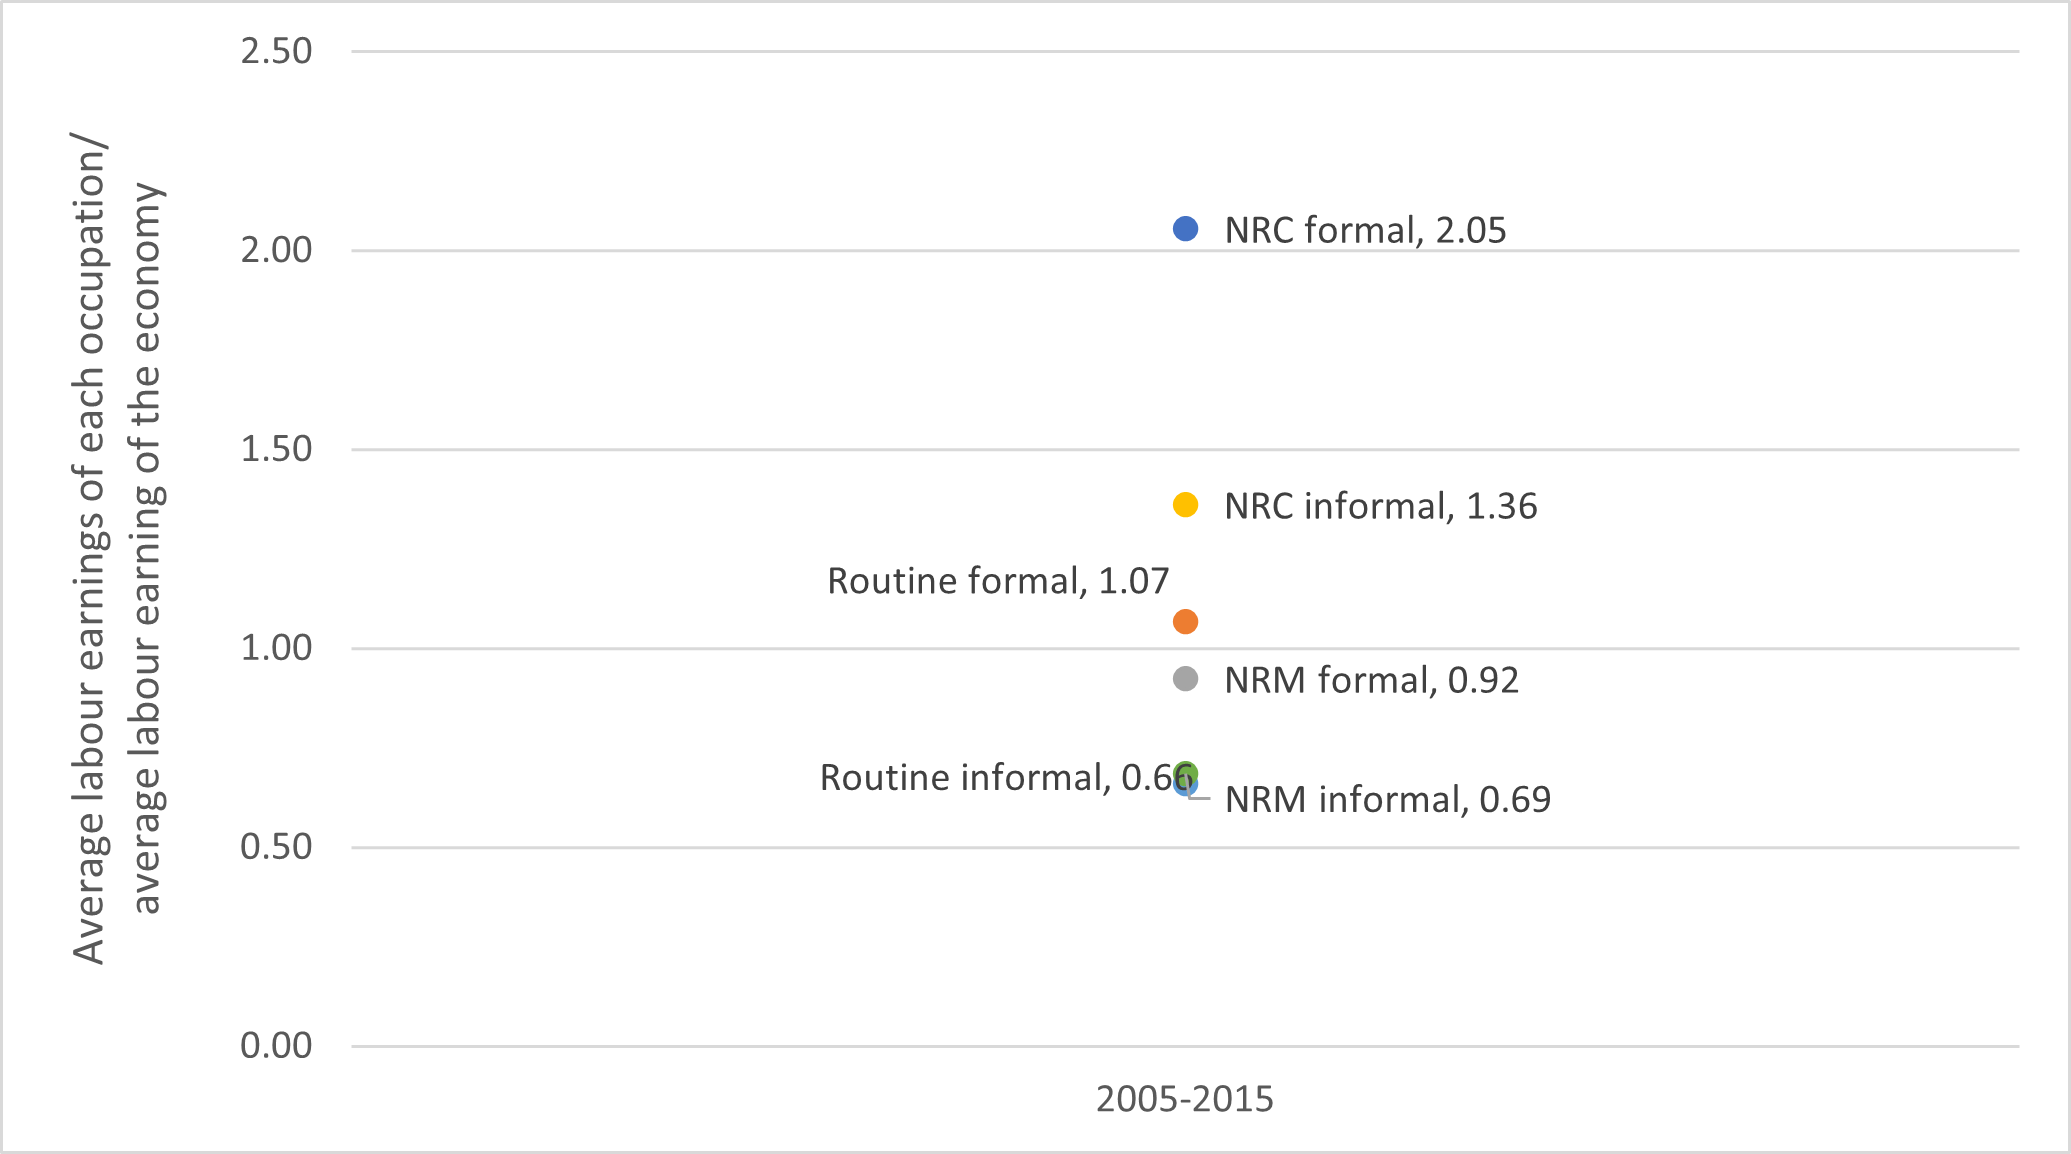 Average labour earnings of each occupation/
average labour earning of the economy
2.50
2.00
1.50
1.00
0.50
0.00
NRC formal, 2.05
NRC informal, 1.36
Routine formal, 1.07
NRM formal, 0.92
Routine informal, 0.66
NRM informal, 0.69
2005-2015